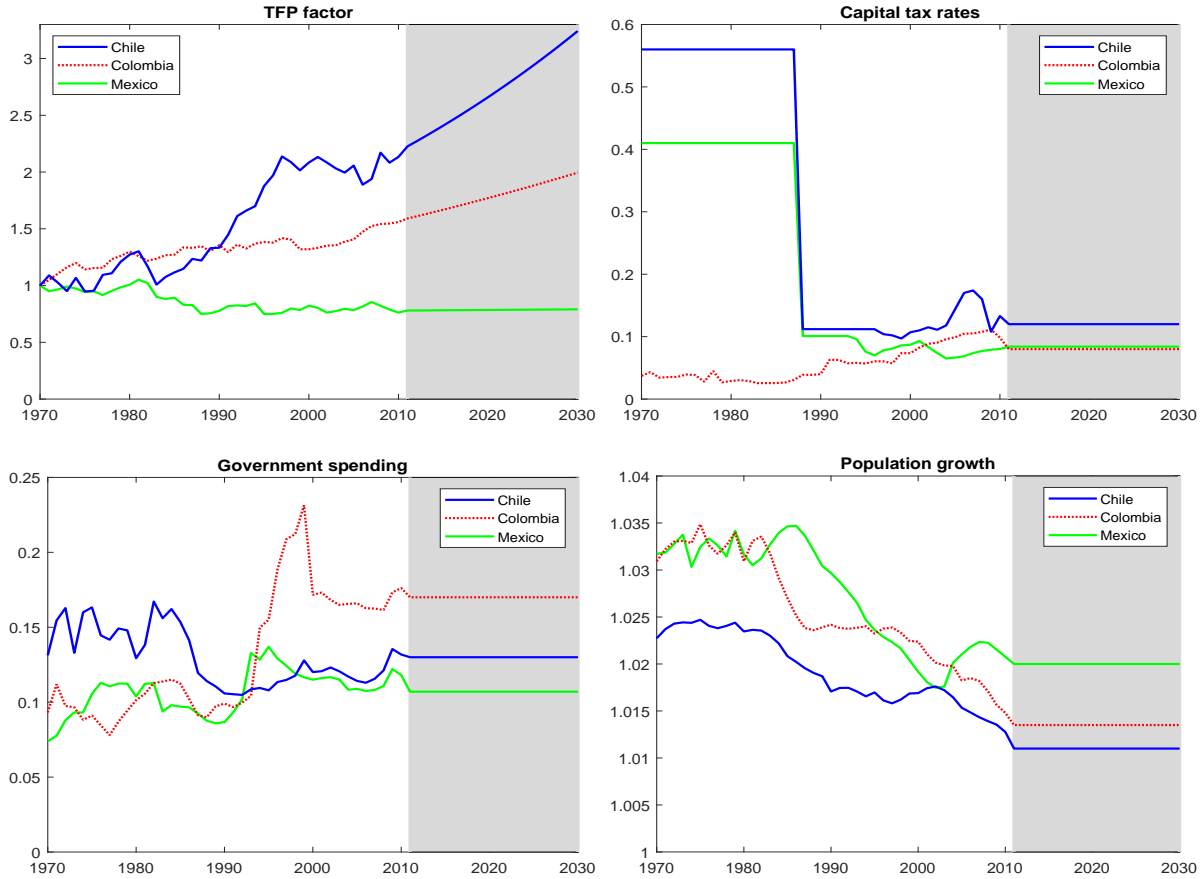 TFP factor
3
2.5
2
1.5
1
0.5
0
1970 1980 1990 2000 2010 2020 2030
Chile
Colombia
Mexico
Capital tax rates
0.6
0.5
0.4
0.3
0.2
0.1
0
1970 1980 1990 2000 2010 2020 2030
Chile
Colombia
Mexico
Government spending
0.25
0.2
0.15
0.1
0.05
0
1970 1980 1990 2000 2010 2020 2030
Chile
Colombia
Mexico
Population growth
1.04
1.035
1.03
1.025
1.02
1.015
1.01
1.005
1
1970 1980 1990 2000 2010 2020 2030
Chile
Colombia
Mexico